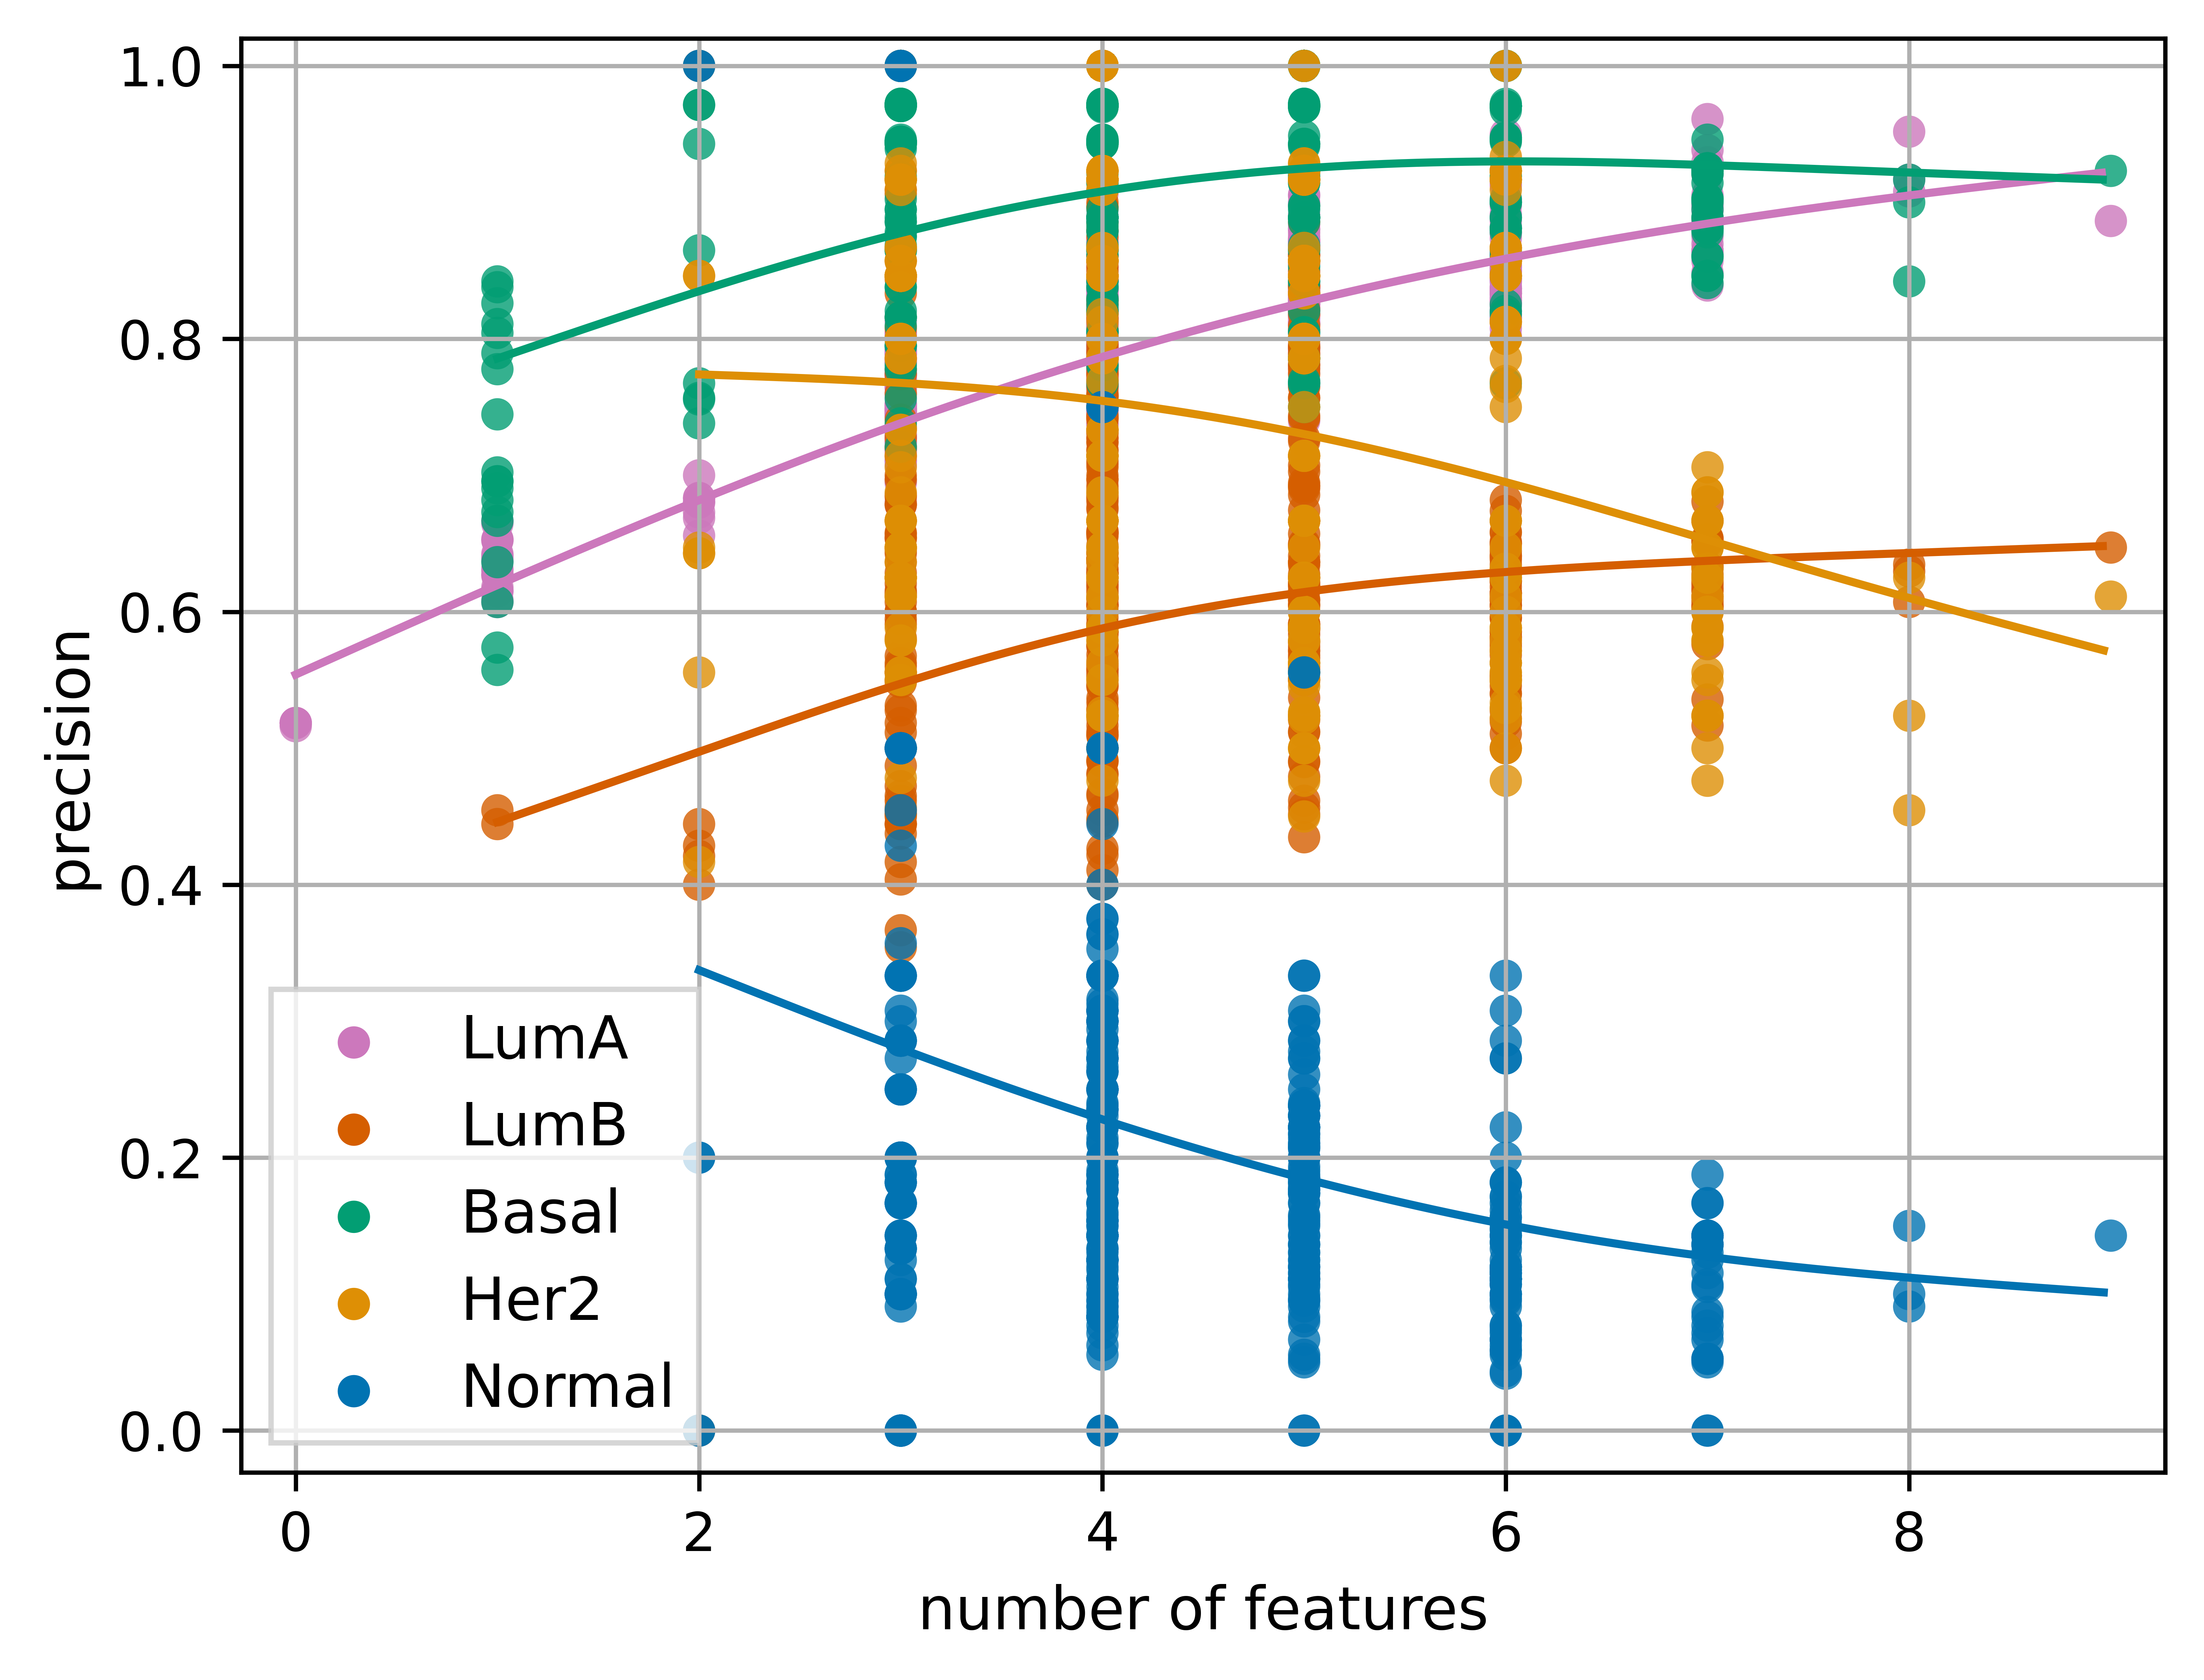 1.0
0.8
0.6
0.4
0.2
0.0
precision
LumA
LumB
Basal
Her2
Normal
0 2 4 6 8
number of features